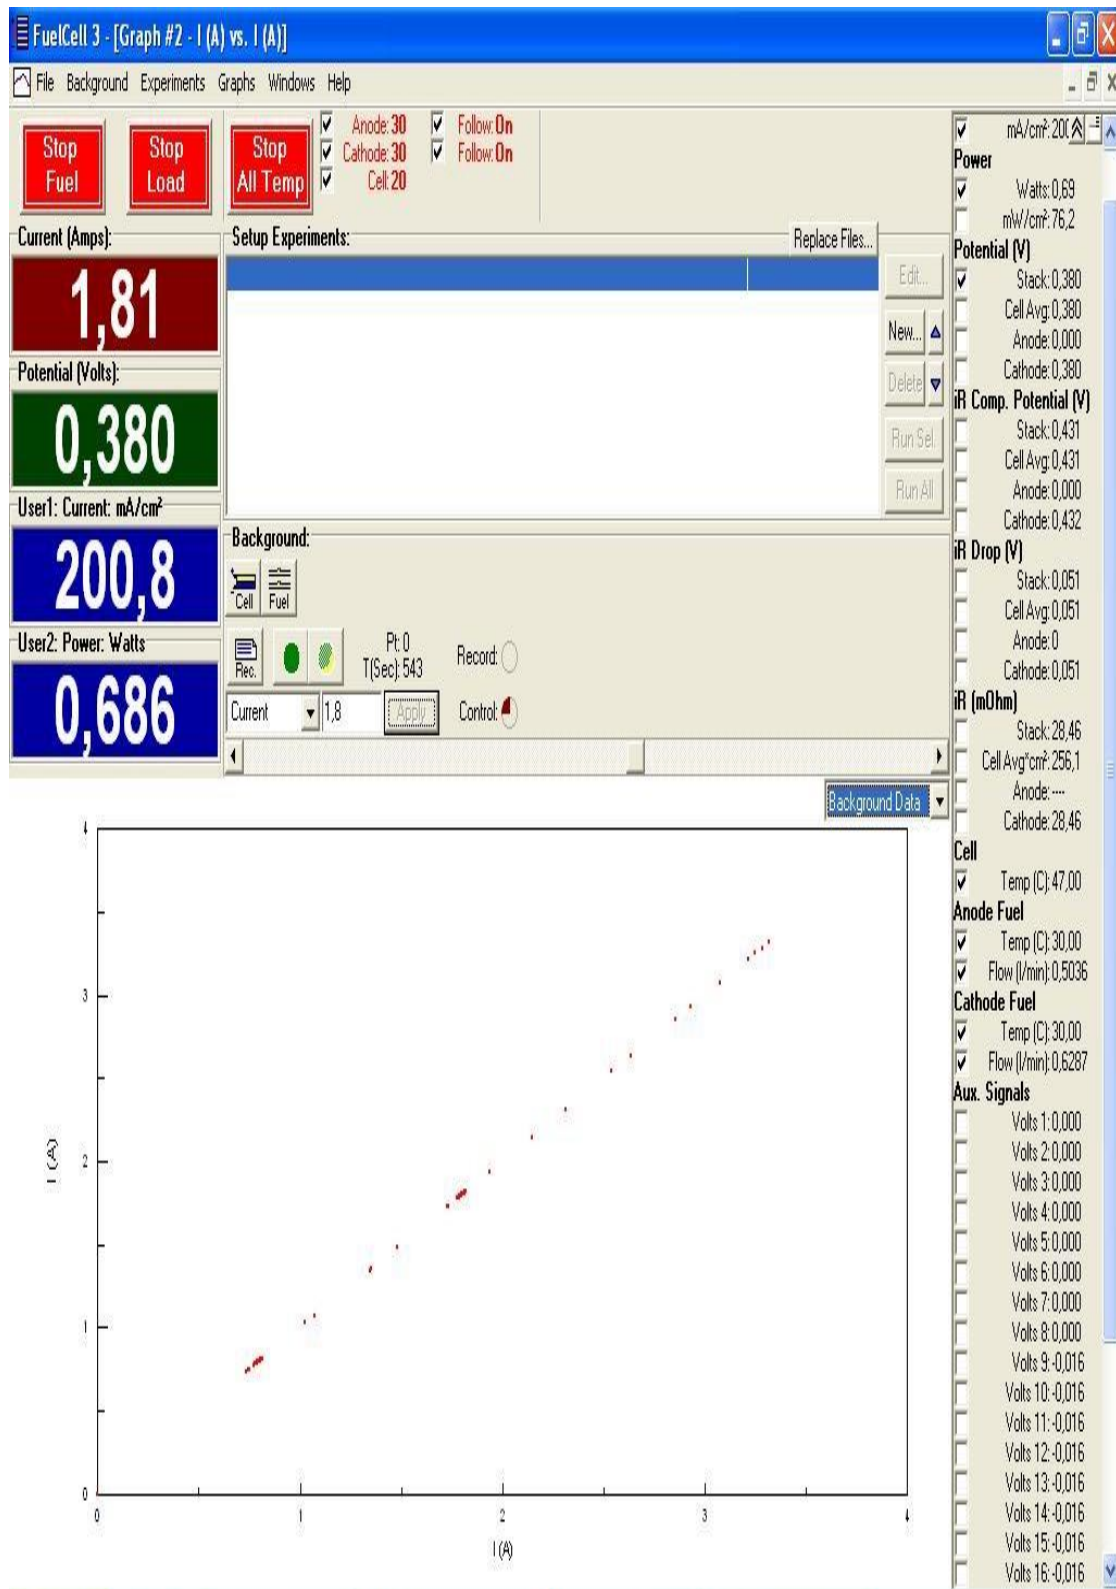 FuelCell 3 - [Graph #2 - I (A) vs. I (A)]
File Background Experiments Graphs Windows Help
Stop Fuel
Stop Load
Stop All Temp
Anode: 30 Follow: On
Cathode: 30 Follow: On
Cell: 20
Current (Amps):
1,81
Potential (Volts):
0,380
User1: Current: mA/cm²
200,8
User2: Power: Watts
0,686
Setup Experiments:
Replace Files...
Edit...
New...
Delete
Run Sel
Run All
Background:
Cell
Fuel
Rec.
Pt: 0
T(Sec): 543
Record:
Current
1,8
Apply
Control:
Background Data
mA/cm²: 200
Power
Watts: 0,69
mW/cm²: 76,2
Potential (V)
Stack: 0,380
Cell Avg: 0,380
Anode: 0,000
Cathode: 0,380
iR Comp. Potential (V)
Stack: 0,431
Cell Avg: 0,431
Anode: 0,000
Cathode: 0,432
iR Drop (V)
Stack: 0,051
Cell Avg: 0,051
Anode: 0
Cathode: 0,051
iR (mOhm)
Stack: 28,46
Cell Avg*cm²: 256,1
Anode: ----
Cathode: 28,46
Cell
Temp (C): 47,00
Anode Fuel
Temp (C): 30,00
Flow (l/min): 0,5036
Cathode Fuel
Temp (C): 30,00
Flow (l/min): 0,6287
Aux. Signals
Volts 1: 0,000
Volts 2: 0,000
Volts 3: 0,000
Volts 4: 0,000
Volts 5: 0,000
Volts 6: 0,000
Volts 7: 0,000
Volts 8: 0,000
Volts 9: -0,016
Volts 10: -0,016
Volts 11: -0,016
Volts 12: -0,016
Volts 13: -0,016
Volts 14: -0,016
Volts 15: -0,016
Volts 16: -0,016
4
3
2
1
0
I (A)
0 1 2 3 4
I (A)